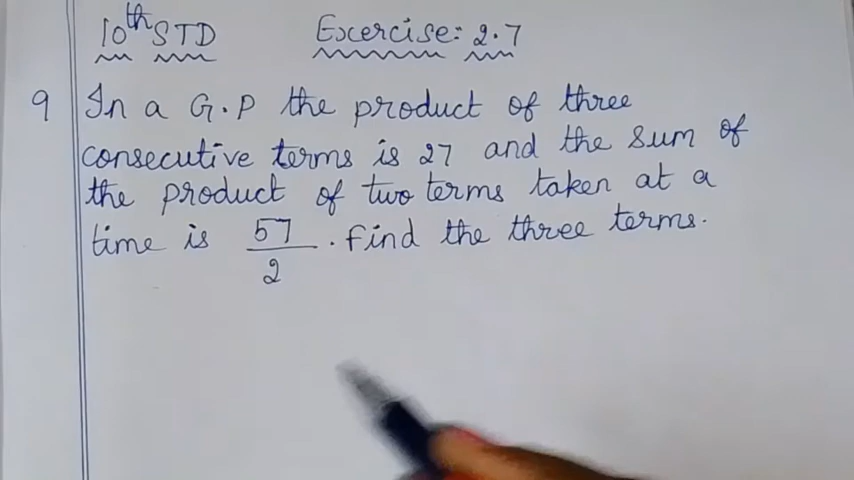 10th STD Excercise: 2.7
9 In a G.P the product of three
consecutive terms is 27 and the sum of
the product of two terms taken at a
time is 57/2. Find the three terms.